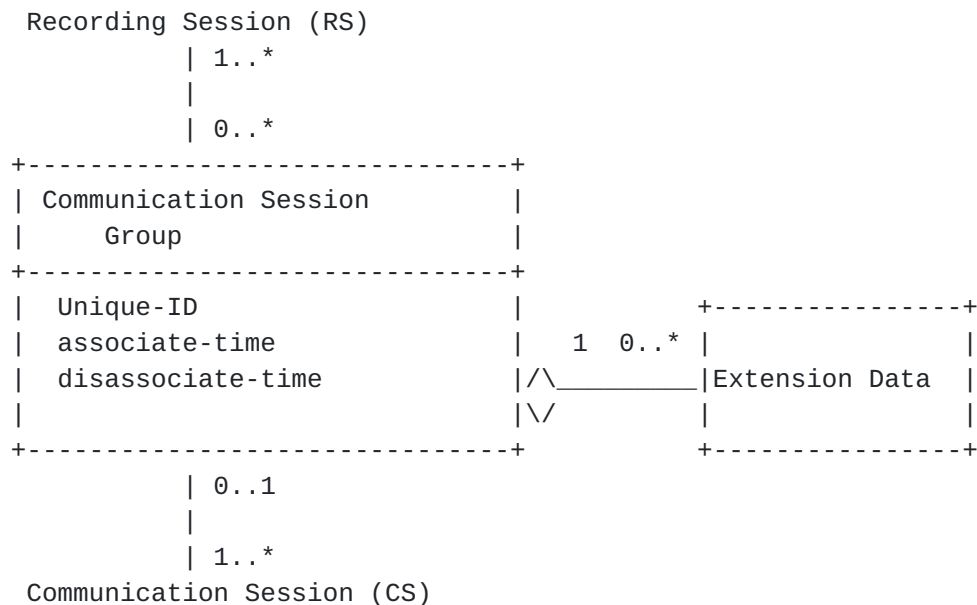 Recording Session (RS)
| 1..*
|
| 0..*
+-------------------------------+
| Communication Session         |
|     Group                     |
+-------------------------------+
|  Unique-ID                    |           +----------------+
|  associate-time               |   1  0..* |                |
|  disassociate-time            |/\_________|Extension Data  |
|                               |\/         |                |
+-------------------------------+           +----------------+
| 0..1
|
| 1..*
Communication Session (CS)